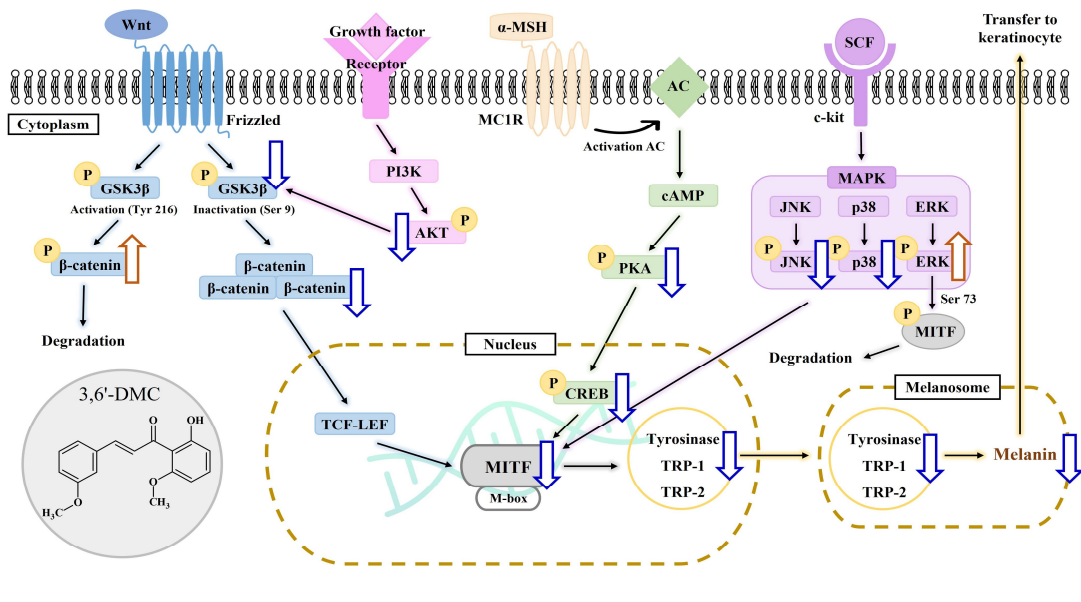 Wnt
Growth factor
Receptor
α-MSH
SCF
Transfer to
keratinocyte
AC
Cytoplasm
Frizzled
MC1R
Activation AC
c-kit
P
GSK3β
Activation (Tyr 216)
P
GSK3β
Inactivation (Ser 9)
PI3K
AKT
P
cAMP
MAPK
JNK
p38
ERK
P
JNK
P
p38
P
ERK
P
β-catenin
β-catenin
β-catenin
β-catenin
P
PKA
Ser 73
P
MITF
Degradation
Degradation
Nucleus
Melanosome
3,6'-DMC
O
OH
O
CH₃
O
H₃C
P
CREB
TCF-LEF
MITF
M-box
Tyrosinase
TRP-1
TRP-2
Tyrosinase
TRP-1
TRP-2
Melanin